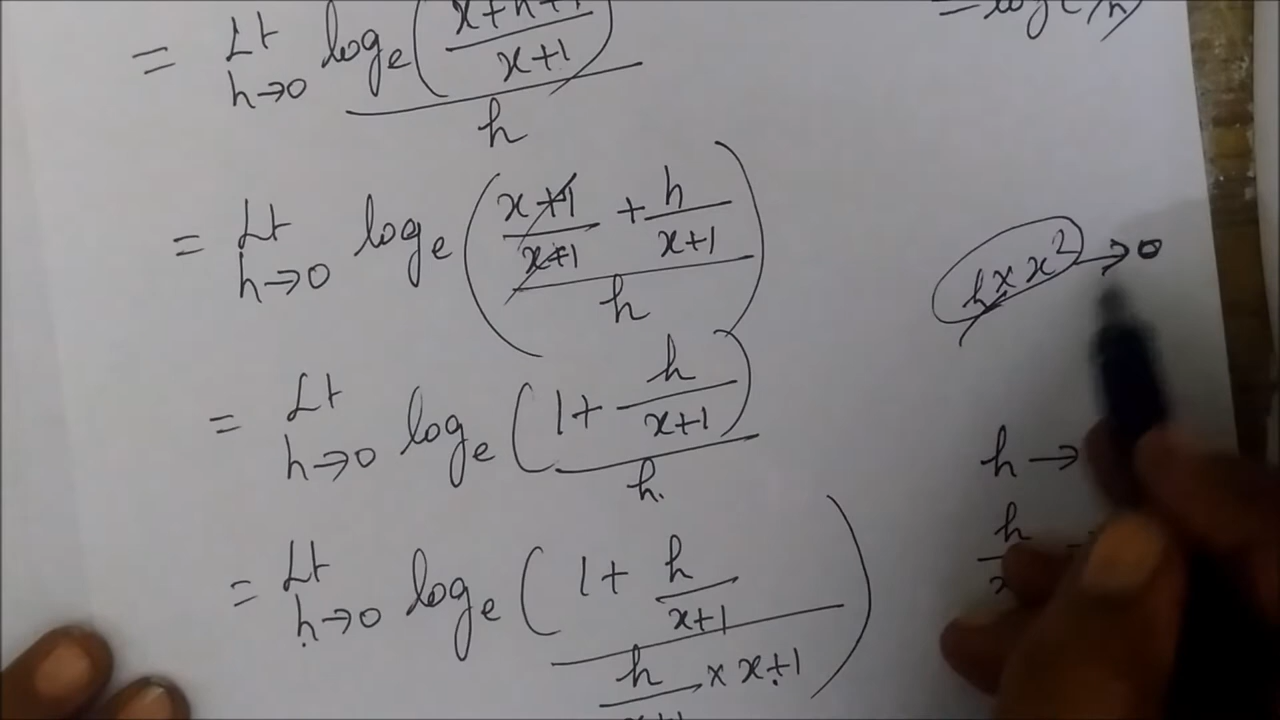 = Lt h→0 log_e((x+h+1)/(x+1)) / h
= log( / )
= Lt h→0 log_e((x+1)/(x+1) + h/(x+1)) / h
h × x² → 0
= Lt h→0 log_e(1 + h/(x+1)) / h.
h →
= Lt h→0 log_e(1 + h/(x+1)) / (h/(x+1) × x+1)
h